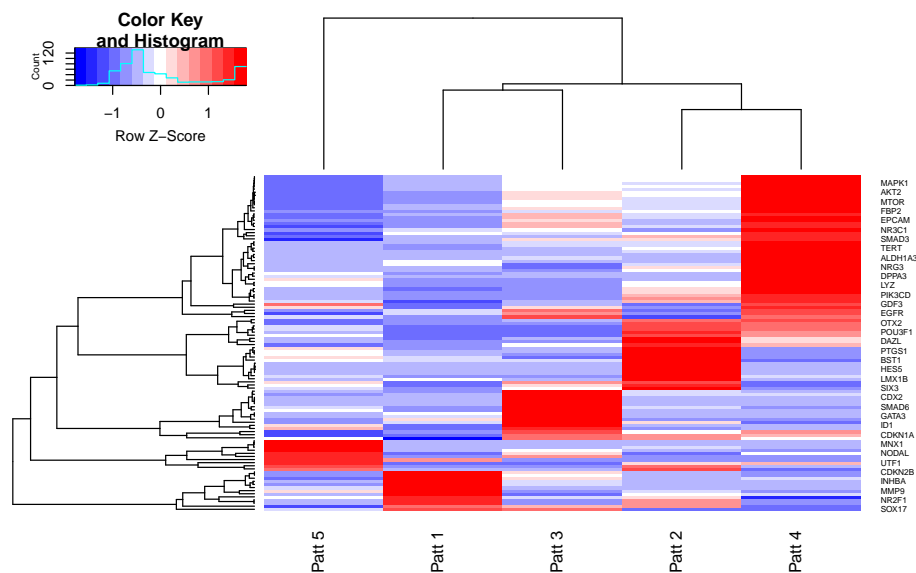 Color Key
and Histogram
Count
0
120
−1
0
1
Row Z−Score
MAPK1
AKT2
MTOR
FBP2
EPCAM
NR3C1
SMAD3
TERT
ALDH1A3
NRG3
DPPA3
LYZ
PIK3CD
GDF3
EGFR
OTX2
POU3F1
DAZL
PTGS1
BST1
HES5
LMX1B
SIX3
CDX2
SMAD6
GATA3
ID1
CDKN1A
MNX1
NODAL
UTF1
CDKN2B
INHBA
MMP9
NR2F1
SOX17
Patt 5
Patt 1
Patt 3
Patt 2
Patt 4